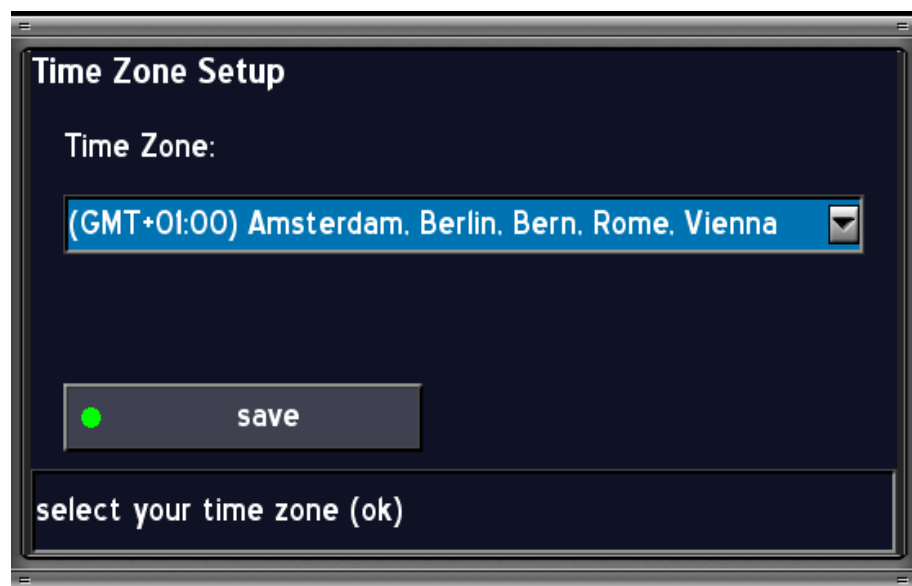 Time Zone Setup
Time Zone:
(GMT+01:00) Amsterdam, Berlin, Bern, Rome, Vienna
save
select your time zone (ok)